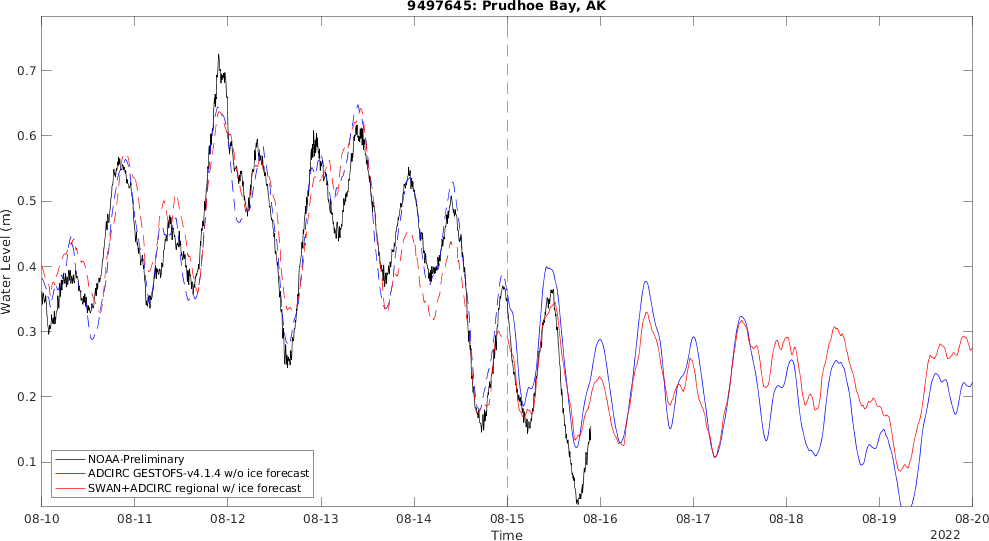 9497645: Prudhoe Bay, AK
Water Level (m)
0.7
0.6
0.5
0.4
0.3
0.2
0.1
NOAA-Preliminary
ADCIRC GESTOFS-v4.1.4 w/o ice forecast
SWAN+ADCIRC regional w/ ice forecast
08-10 08-11 08-12 08-13 08-14 08-15 08-16 08-17 08-18 08-19 08-20
Time
2022